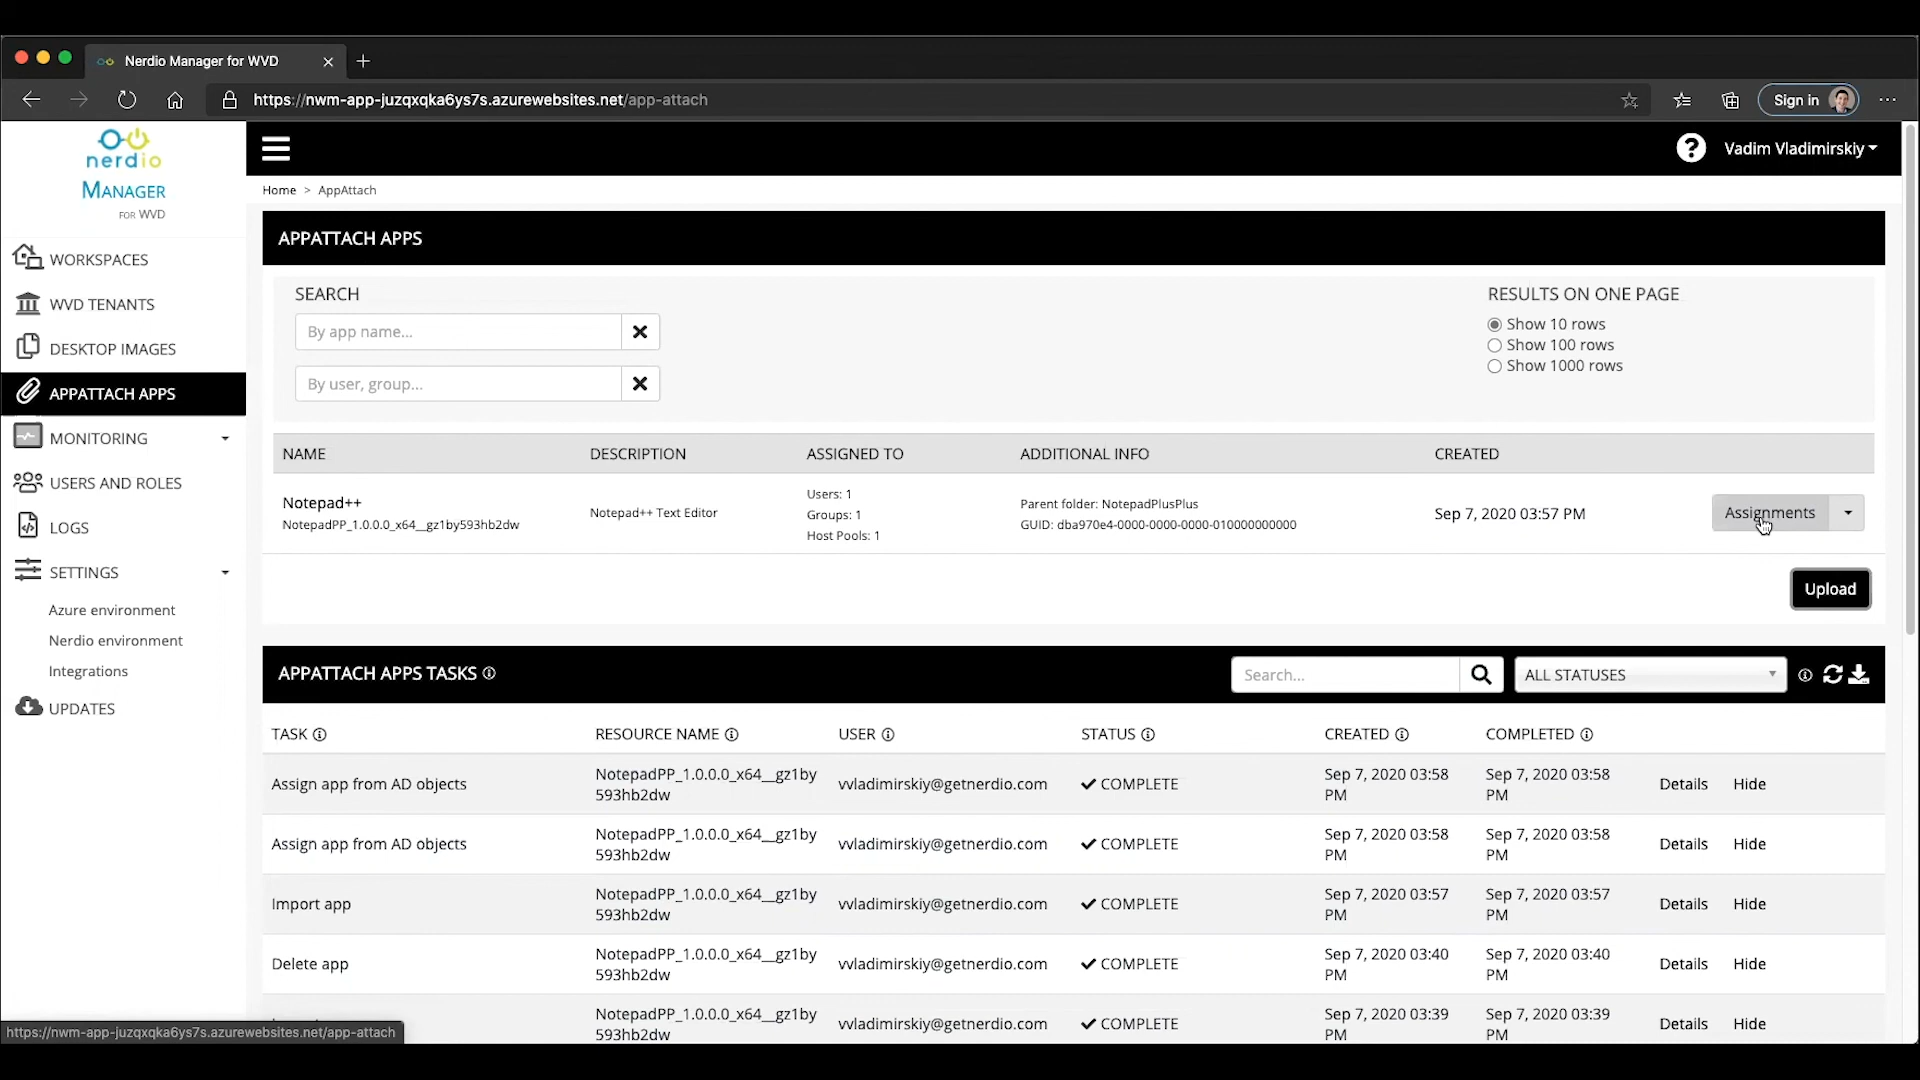 Nerdio Manager for WVD
https://nwm-app-juzqxqka6ys7s.azurewebsites.net/app-attach
Sign in
nerdio
MANAGER
FOR WVD
Vadim Vladimirskiy
Home > AppAttach
WORKSPACES
WVD TENANTS
DESKTOP IMAGES
APPATTACH APPS
MONITORING
USERS AND ROLES
LOGS
SETTINGS
Azure environment
Nerdio environment
Integrations
UPDATES
APPATTACH APPS
SEARCH
By app name...
By user, group...
RESULTS ON ONE PAGE
Show 10 rows
Show 100 rows
Show 1000 rows
NAME DESCRIPTION ASSIGNED TO ADDITIONAL INFO CREATED
Notepad++
NotepadPP_1.0.0.0_x64__gz1by593hb2dw
Notepad++ Text Editor
Users: 1
Groups: 1
Host Pools: 1
Parent folder: NotepadPlusPlus
GUID: dba970e4-0000-0000-0000-010000000000
Sep 7, 2020 03:57 PM
Assignments
Upload
APPATTACH APPS TASKS
Search...
ALL STATUSES
TASK RESOURCE NAME USER STATUS CREATED COMPLETED
Assign app from AD objects
NotepadPP_1.0.0.0_x64__gz1by
593hb2dw
vvladimirskiy@getnerdio.com
COMPLETE
Sep 7, 2020 03:58
PM
Sep 7, 2020 03:58
PM
Details Hide
Assign app from AD objects
NotepadPP_1.0.0.0_x64__gz1by
593hb2dw
vvladimirskiy@getnerdio.com
COMPLETE
Sep 7, 2020 03:58
PM
Sep 7, 2020 03:58
PM
Details Hide
Import app
NotepadPP_1.0.0.0_x64__gz1by
593hb2dw
vvladimirskiy@getnerdio.com
COMPLETE
Sep 7, 2020 03:57
PM
Sep 7, 2020 03:57
PM
Details Hide
Delete app
NotepadPP_1.0.0.0_x64__gz1by
593hb2dw
vvladimirskiy@getnerdio.com
COMPLETE
Sep 7, 2020 03:40
PM
Sep 7, 2020 03:40
PM
Details Hide
NotepadPP_1.0.0.0_x64__gz1by
593hb2dw
vvladimirskiy@getnerdio.com
COMPLETE
Sep 7, 2020 03:39
PM
Sep 7, 2020 03:39
PM
Details Hide
https://nwm-app-juzqxqka6ys7s.azurewebsites.net/app-attach